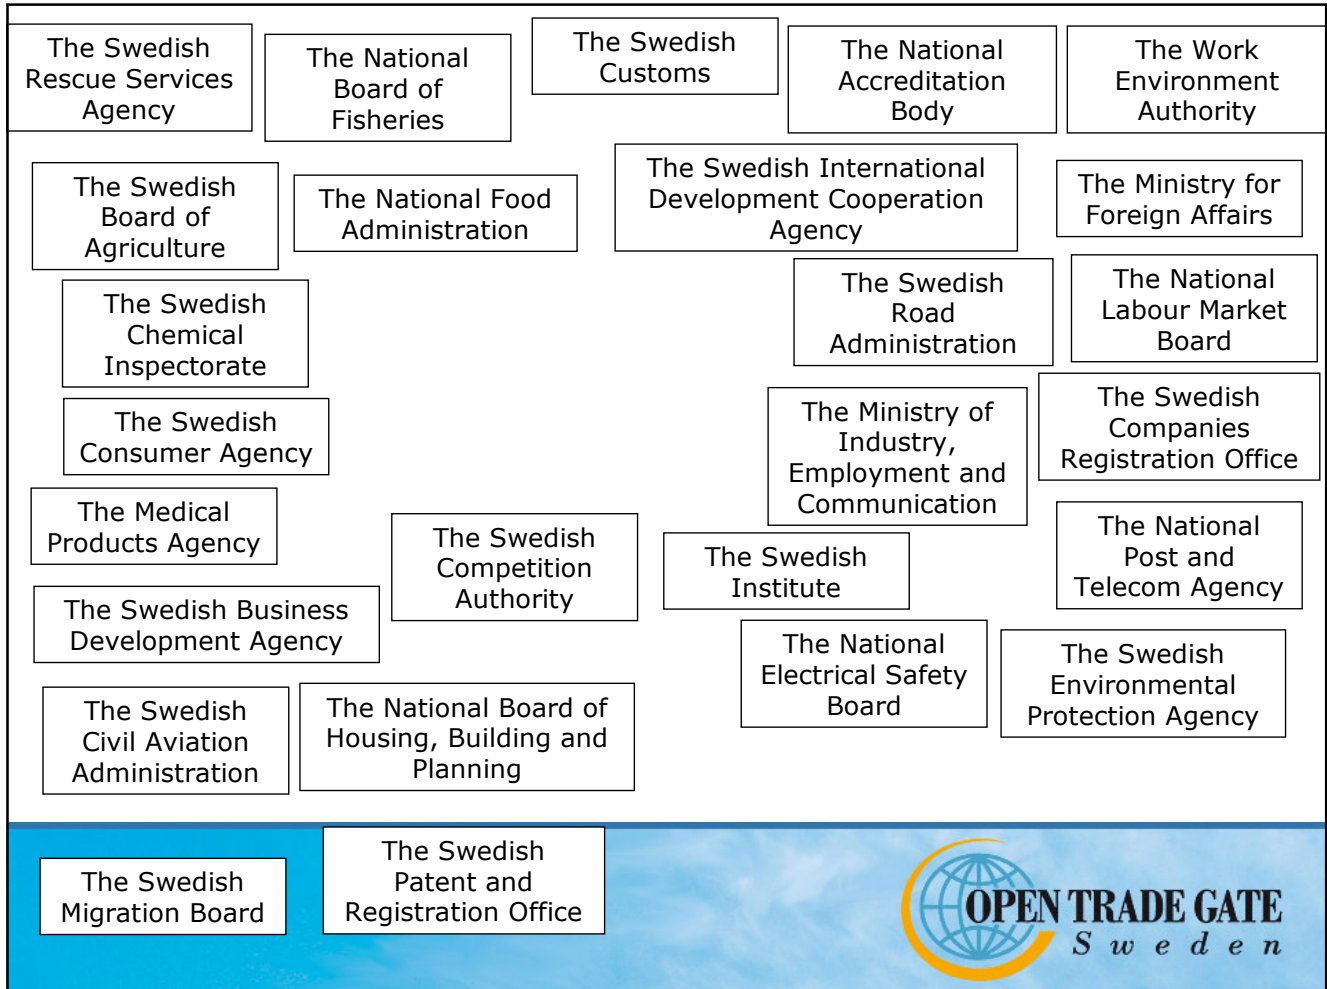 The Swedish
Rescue Services
Agency
The National
Board of
Fisheries
The Swedish
Customs
The National
Accreditation
Body
The Work
Environment
Authority
The Swedish
Board of
Agriculture
The National Food
Administration
The Swedish International
Development Cooperation
Agency
The Ministry for
Foreign Affairs
The Swedish
Chemical
Inspectorate
The Swedish
Road
Administration
The National
Labour Market
Board
The Swedish
Consumer Agency
The Ministry of
Industry,
Employment and
Communication
The Swedish
Companies
Registration Office
The Medical
Products Agency
The Swedish
Competition
Authority
The Swedish
Institute
The National
Post and
Telecom Agency
The Swedish Business
Development Agency
The National
Electrical Safety
Board
The Swedish
Environmental
Protection Agency
The Swedish
Civil Aviation
Administration
The National Board of
Housing, Building and
Planning
The Swedish
Migration Board
The Swedish
Patent and
Registration Office
OPEN TRADE GATE
Sweden